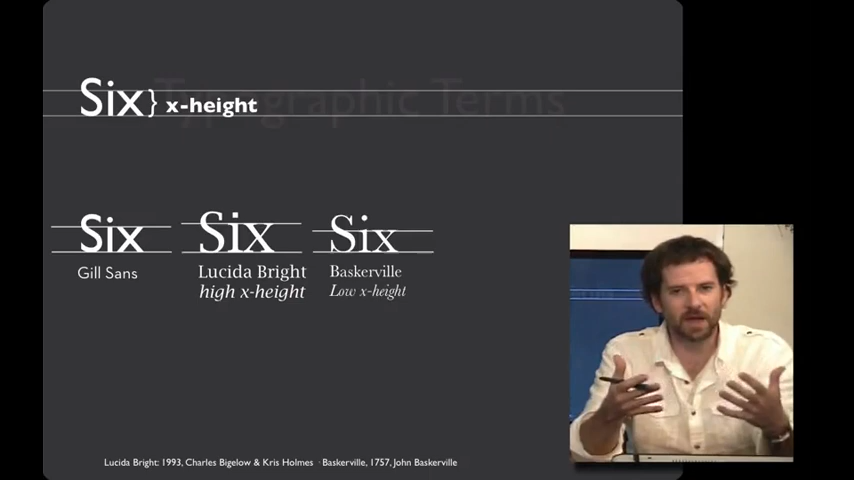 Typographic Terms
Six} x-height
Six Six Six
Gill Sans Lucida Bright Baskerville
high x-height Low x-height
Lucida Bright: 1993, Charles Bigelow & Kris Holmes · Baskerville, 1757, John Baskerville